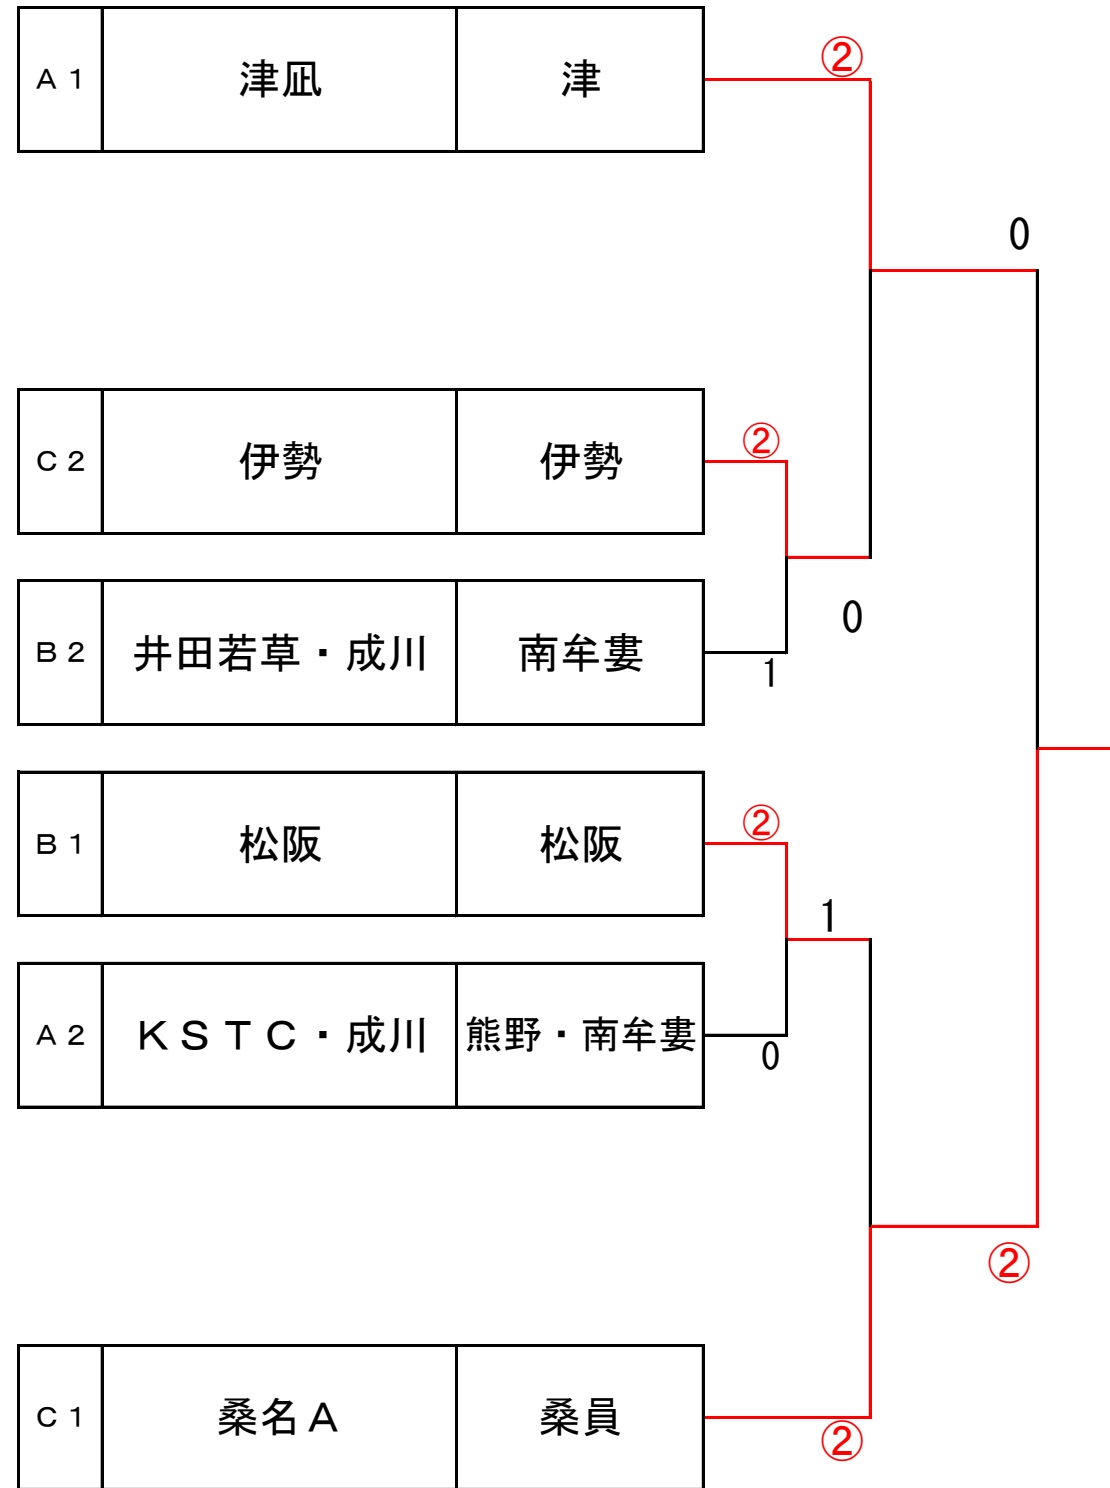 A1 津凪 津 ②
0
C2 伊勢 伊勢 ②
0
B2 井田若草・成川 南牟婁 1
B1 松阪 松阪 ②
1
A2 KSTC・成川 熊野・南牟婁 0
②
C1 桑名A 桑員 ②